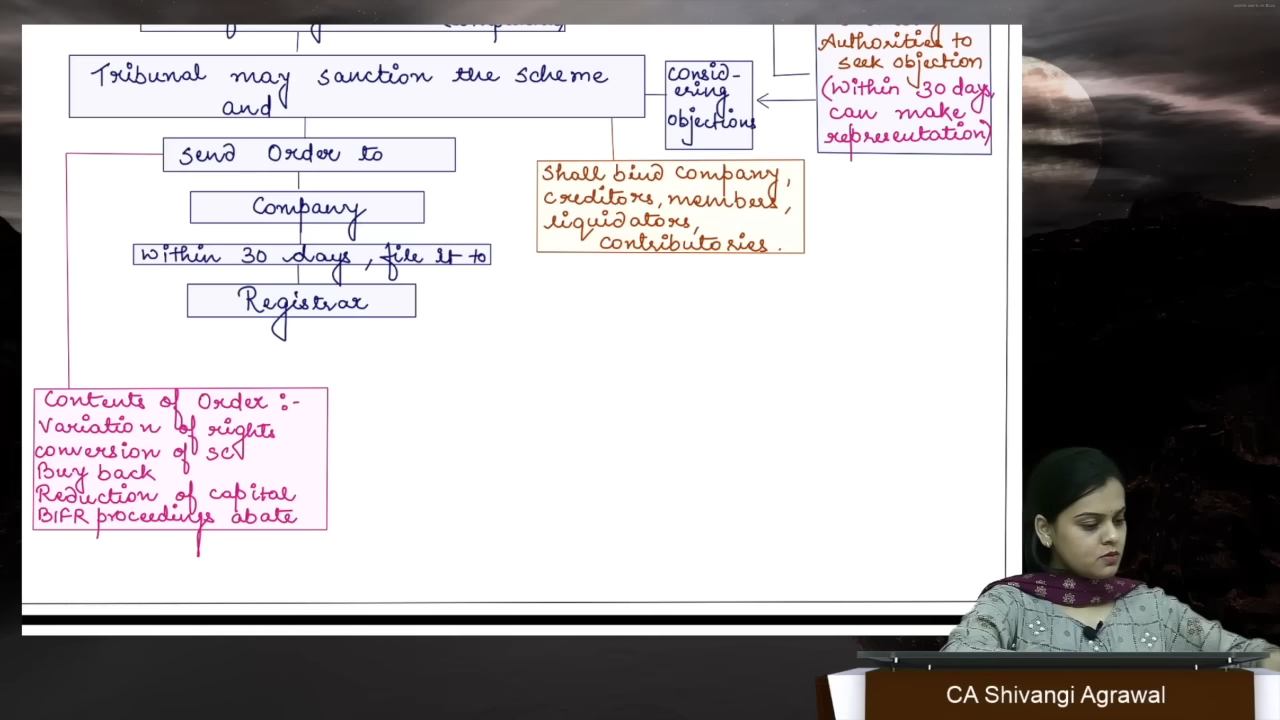 Authorities to
seek objection
(Within 30 days
can make
representation)
Tribunal may sanction the scheme
and
consid-
ering
objections
Send Order to
Company
Within 30 days, file it to
Registrar
Shall bind Company,
creditors, members,
liquidators,
contributories.
Contents of Order :-
Variation of rights
conversion of SC
Buy back
Reduction of capital
BIFR proceedings abate
CA Shivangi Agrawal